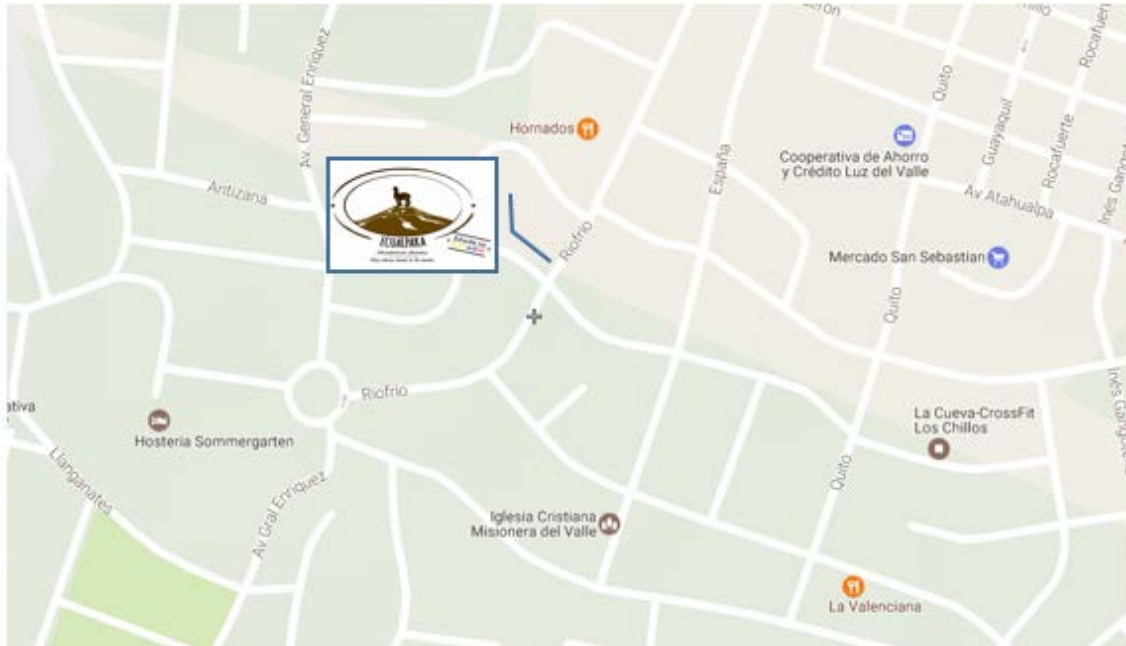 Rocafuerte
Quito
Guayaquil
Av. General Enriquez
Hornados
España
Cooperativa de Ahorro
y Crédito Luz del Valle
Rocafuerte
Antizana
Av Atahualpa
Riofrio
Mercado San Sebastian
Quito
Riofrio
La Cueva-CrossFit
Los Chillos
Hosteria Sommergarten
Llanganates
Quito
Av Gral Enriquez
Iglesia Cristiana
Misionera del Valle
La Valenciana